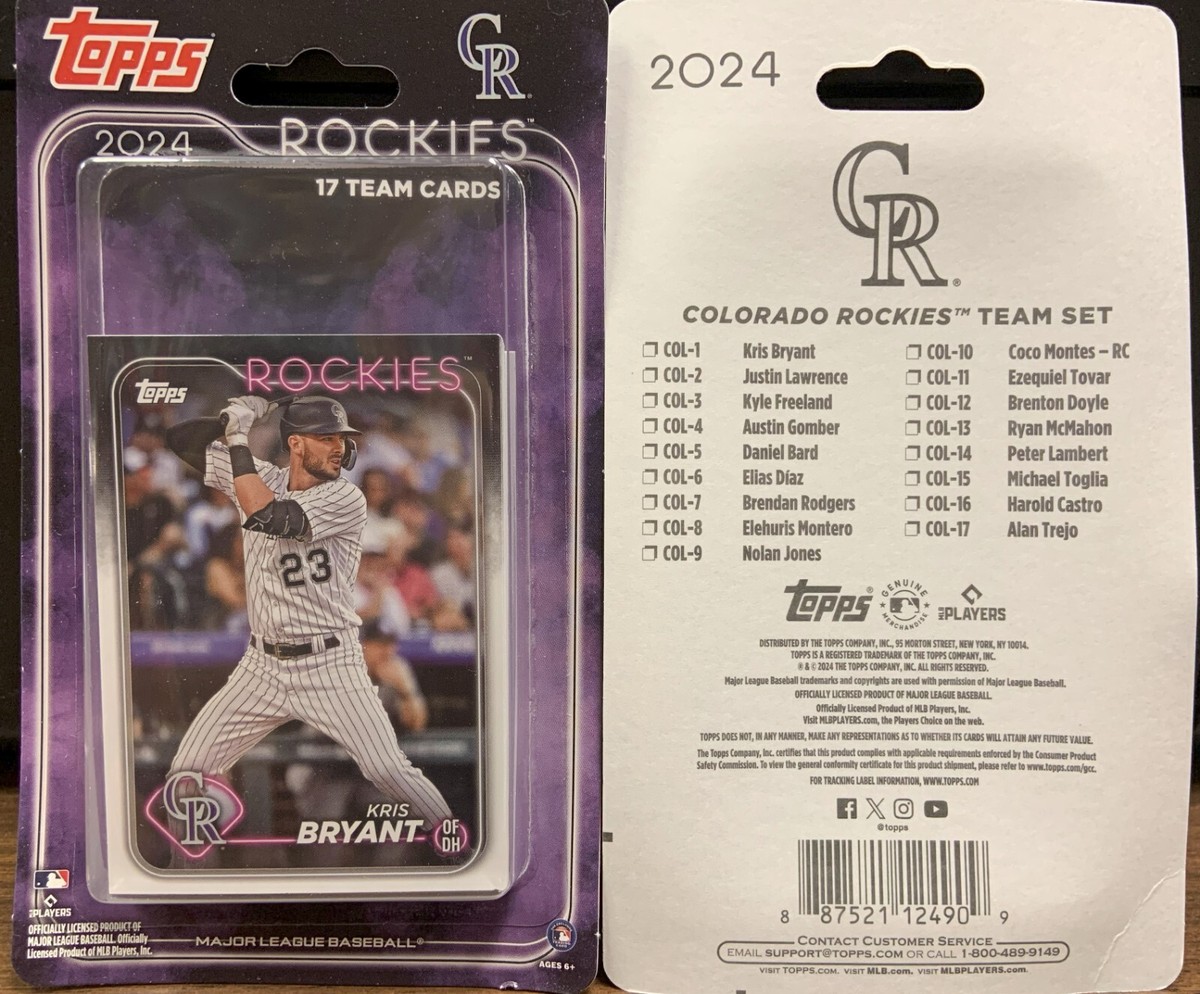 TOPPS
CR
2024 ROCKIES™
17 TEAM CARDS
ROCKIES™
TOPPS
CR
23
CR
KRIS
BRYANT
OF
DH
PLAYERS
OFFICIALLY LICENSED PRODUCT OF
MAJOR LEAGUE BASEBALL. Officially
Licensed Product of MLB Players, Inc.
MAJOR LEAGUE BASEBALL®
AGES 6+
2024
CR®
COLORADO ROCKIES™ TEAM SET
COL-1 Kris Bryant
COL-2 Justin Lawrence
COL-3 Kyle Freeland
COL-4 Austin Gomber
COL-5 Daniel Bard
COL-6 Elias Díaz
COL-7 Brendan Rodgers
COL-8 Elehuris Montero
COL-9 Nolan Jones
COL-10 Coco Montes – RC
COL-11 Ezequiel Tovar
COL-12 Brenton Doyle
COL-13 Ryan McMahon
COL-14 Peter Lambert
COL-15 Michael Toglia
COL-16 Harold Castro
COL-17 Alan Trejo
TOPPS®
GENUINE
MERCHANDISE
MLB PLAYERS
DISTRIBUTED BY THE TOPPS COMPANY, INC., 95 MORTON STREET, NEW YORK, NY 10014.
TOPPS IS A REGISTERED TRADEMARK OF THE TOPPS COMPANY, INC.
® & © 2024 THE TOPPS COMPANY, INC. ALL RIGHTS RESERVED.
Major League Baseball trademarks and copyrights are used with permission of Major League Baseball.
OFFICIALLY LICENSED PRODUCT OF MAJOR LEAGUE BASEBALL.
Officially Licensed Product of MLB Players, Inc.
Visit MLBPLAYERS.com, the Players Choice on the web.
TOPPS DOES NOT, IN ANY MANNER, MAKE ANY REPRESENTATIONS AS TO WHETHER ITS CARDS WILL ATTAIN ANY FUTURE VALUE.
The Topps Company, Inc. certifies that this product complies with applicable requirements enforced by the Consumer Product
Safety Commission. To view the general conformity certificate for this product shipment, please refer to www.topps.com/gcc.
FOR TRACKING LABEL INFORMATION, WWW.TOPPS.COM
@topps
8 87521 12490 9
CONTACT CUSTOMER SERVICE
EMAIL SUPPORT@TOPPS.COM OR CALL 1-800-489-9149
VISIT TOPPS.COM. VISIT MLB.com. VISIT MLBPLAYERS.com.